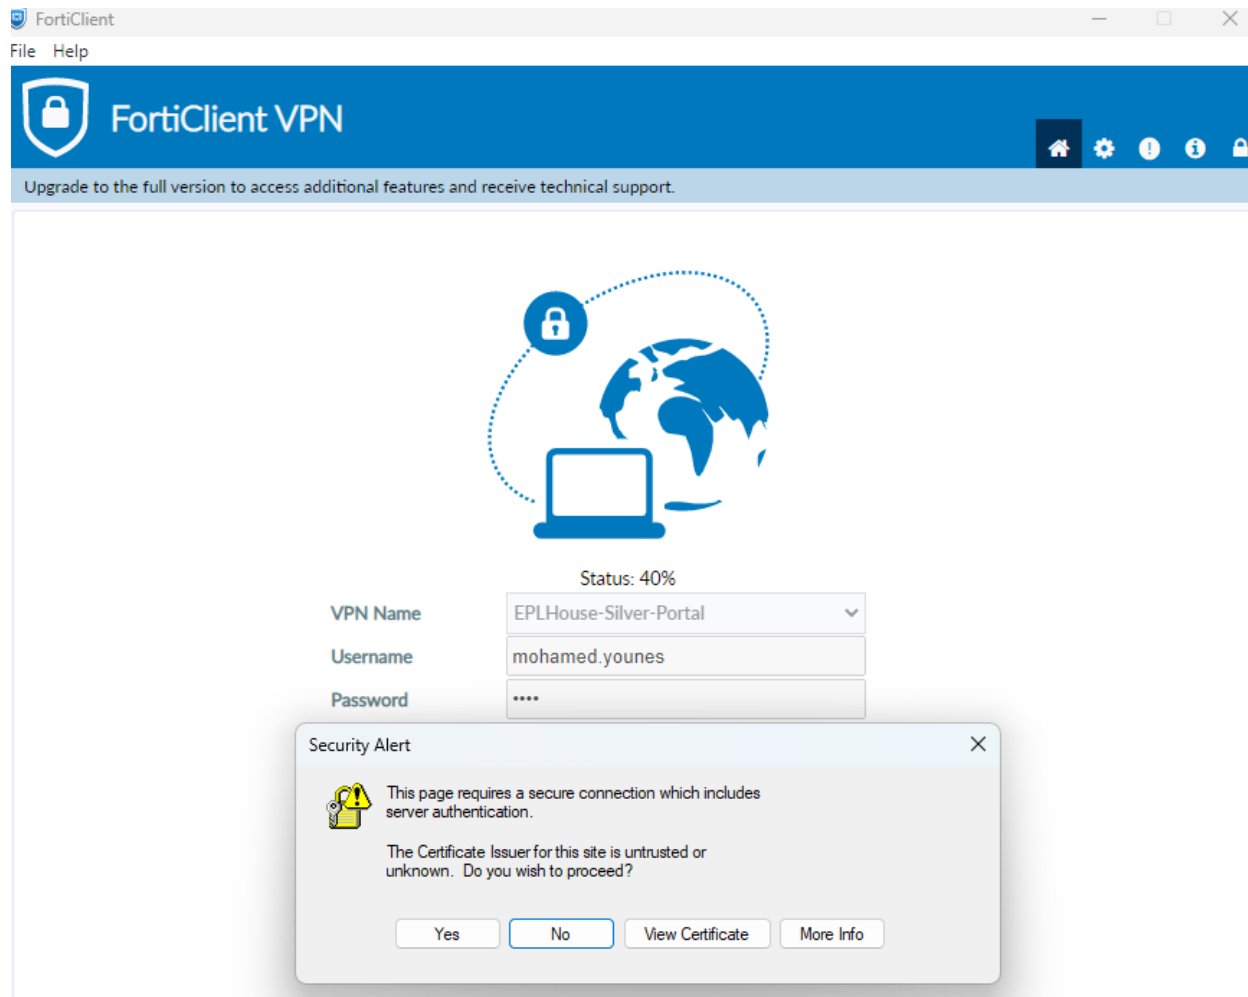 FortiClient
File Help
FortiClient VPN
Upgrade to the full version to access additional features and receive technical support.
Status: 40%
VPN Name EPLHouse-Silver-Portal
Username mohamed.younes
Password ••••
Security Alert
This page requires a secure connection which includes
server authentication.
The Certificate Issuer for this site is untrusted or
unknown. Do you wish to proceed?
Yes No View Certificate More Info